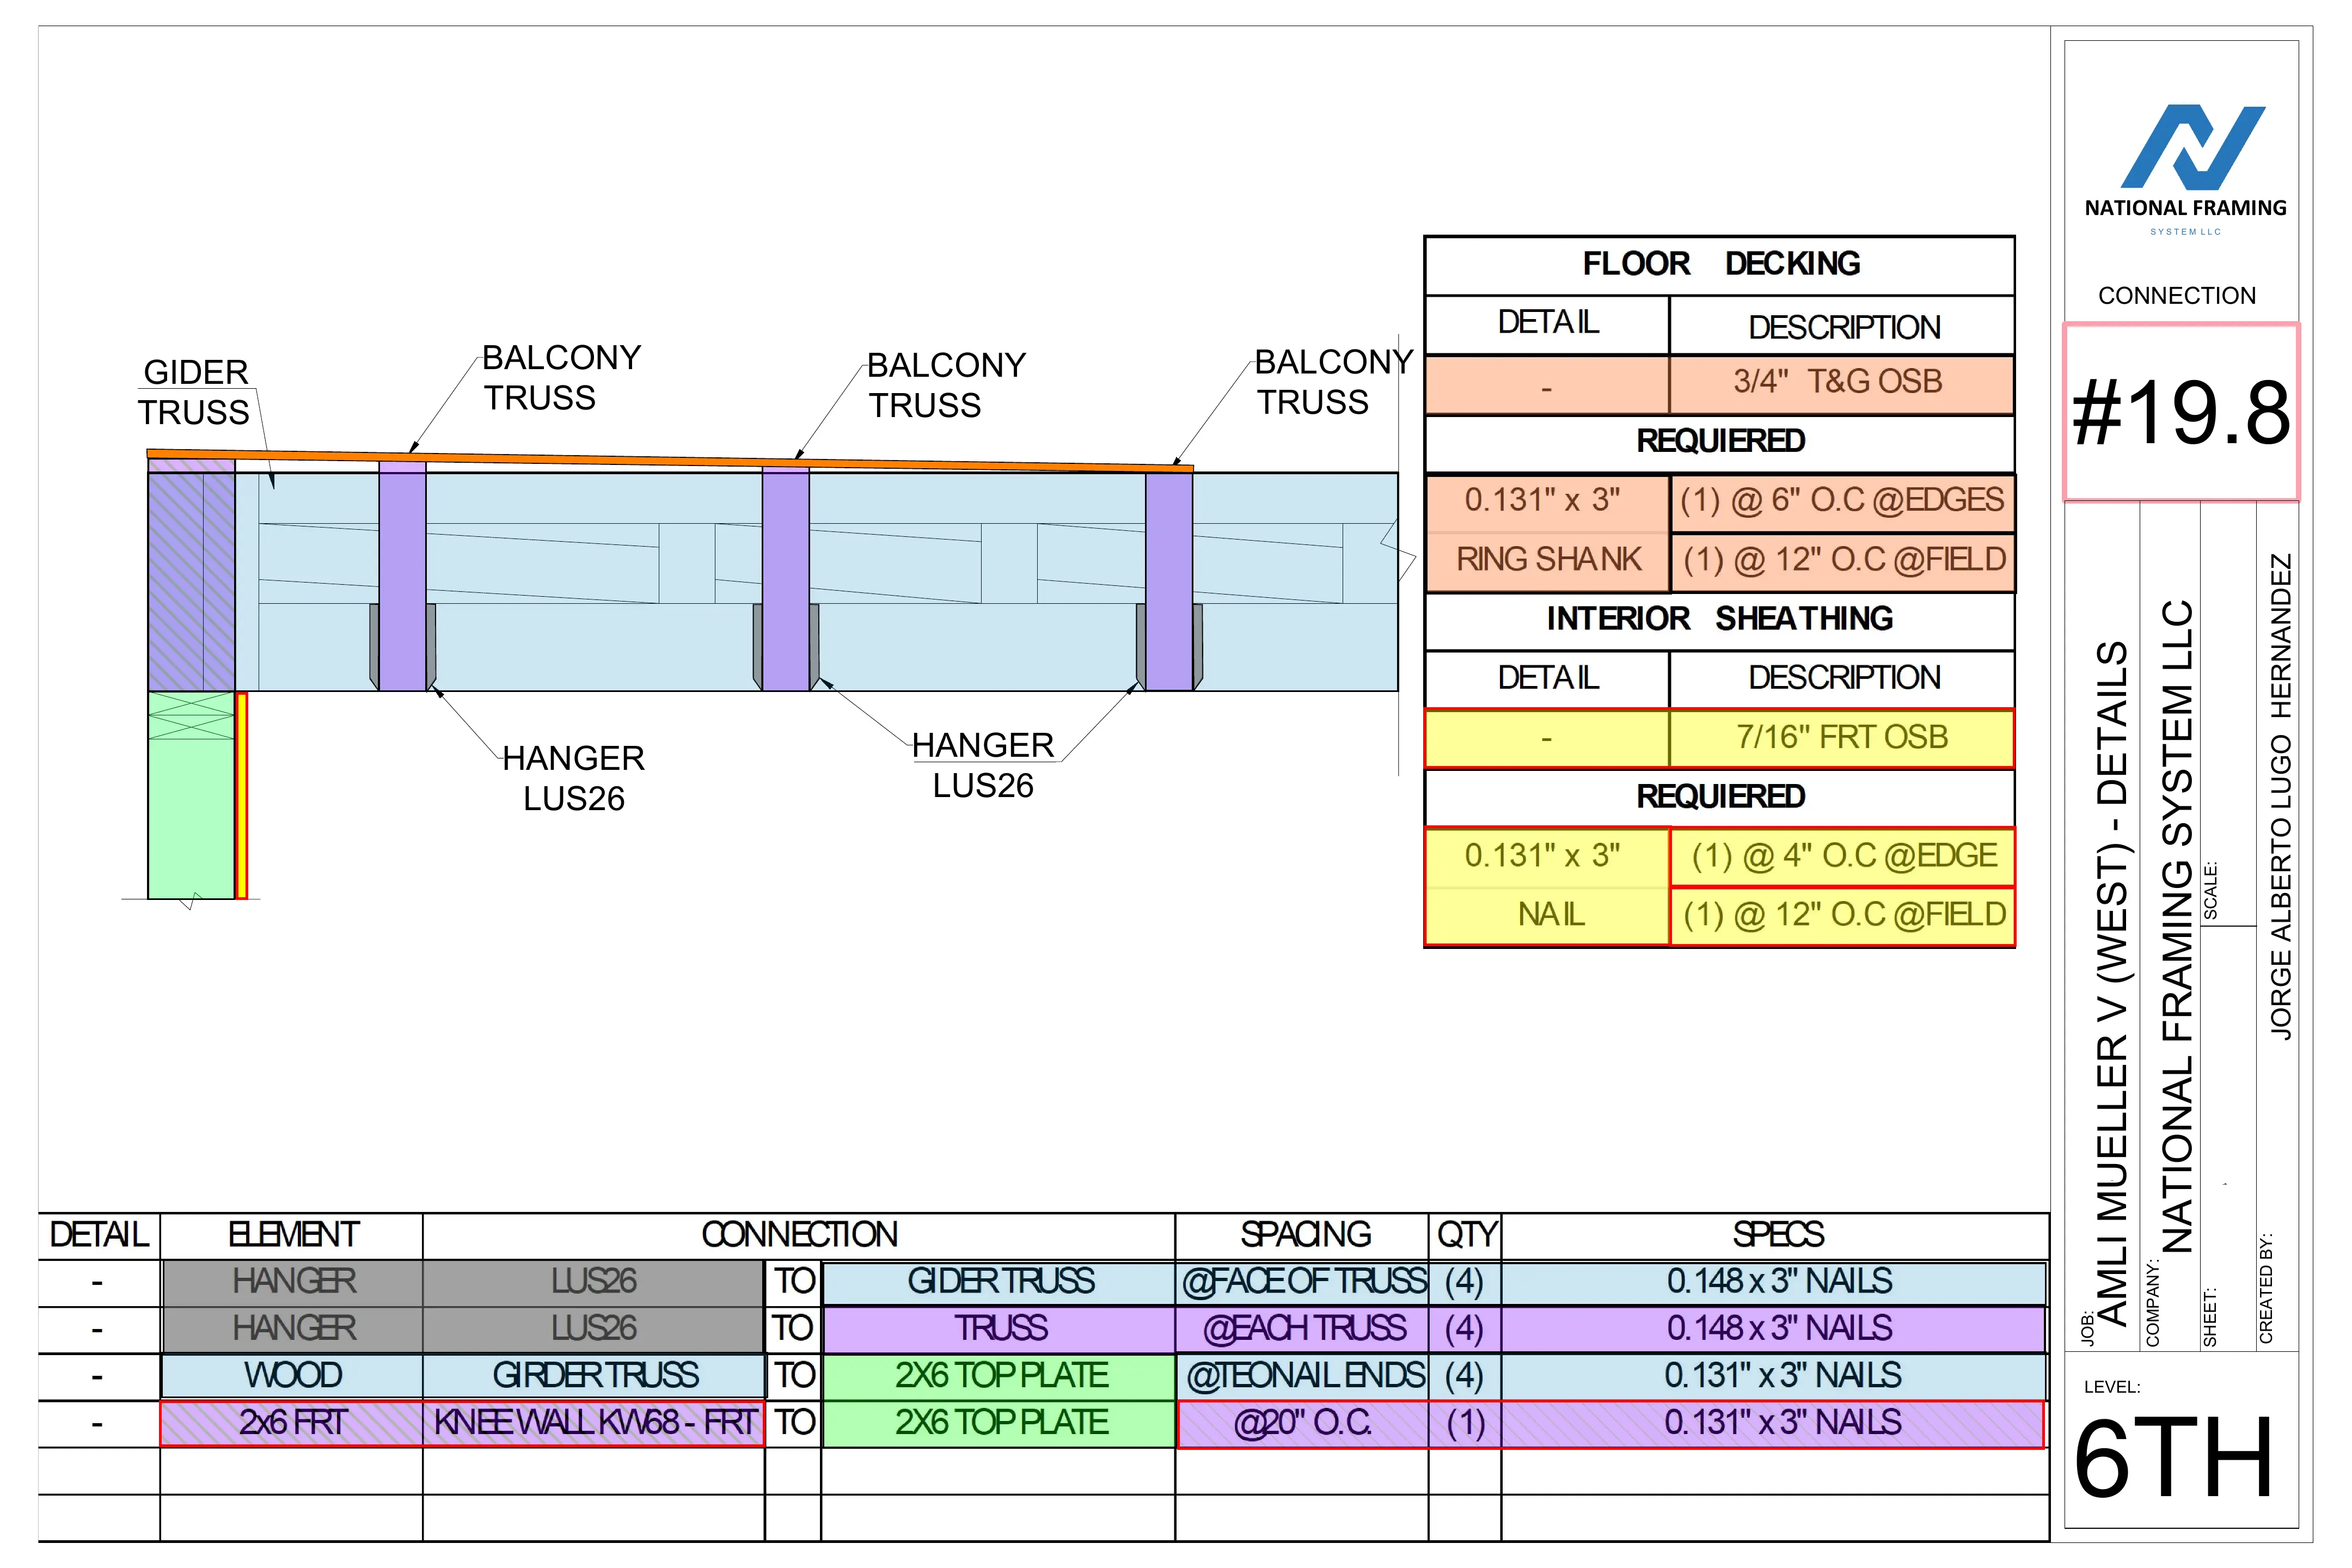 GIDER
TRUSS
BALCONY
TRUSS
BALCONY
TRUSS
BALCONY
TRUSS
HANGER
LUS26
HANGER
LUS26
FLOOR DECKING
DETAIL DESCRIPTION
- 3/4" T&G OSB
REQUIERED
0.131" x 3" (1) @ 6" O.C @EDGES
RING SHANK (1) @ 12" O.C @FIELD
INTERIOR SHEATHING
DETAIL DESCRIPTION
- 7/16" FRT OSB
REQUIERED
0.131" x 3" (1) @ 4" O.C @EDGE
NAIL (1) @ 12" O.C @FIELD
DETAIL ELEMENT CONNECTION SPACING QTY SPECS
- HANGER LUS26 TO GIDER TRUSS @FACE OF TRUSS (4) 0.148 x 3" NAILS
- HANGER LUS26 TO TRUSS @EACH TRUSS (4) 0.148 x 3" NAILS
- WOOD GIRDER TRUSS TO 2X6 TOP PLATE @TEONAIL ENDS (4) 0.131" x 3" NAILS
- 2x6 FRT KNEE WALL KW68 - FRT TO 2X6 TOP PLATE @20" O.C. (1) 0.131" x 3" NAILS
NATIONAL FRAMING
SYSTEM LLC
CONNECTION
#19.8
JOB: AMLI MUELLER V (WEST) - DETAILS
COMPANY: NATIONAL FRAMING SYSTEM LLC
SCALE:
SHEET:
CREATED BY: JORGE ALBERTO LUGO HERNANDEZ
LEVEL:
6TH